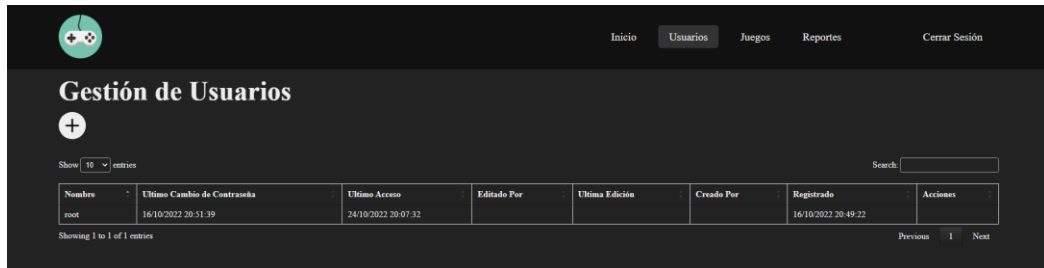 Inicio Usuarios Juegos Reportes Cerrar Sesión
Gestión de Usuarios
Show 10 entries Search:
Nombre Ultimo Cambio de Contraseña Ultimo Acceso Editado Por Ultima Edición Creado Por Registrado Acciones
root 16/10/2022 20:51:39 24/10/2022 20:07:32 16/10/2022 20:49:22
Showing 1 to 1 of 1 entries Previous 1 Next